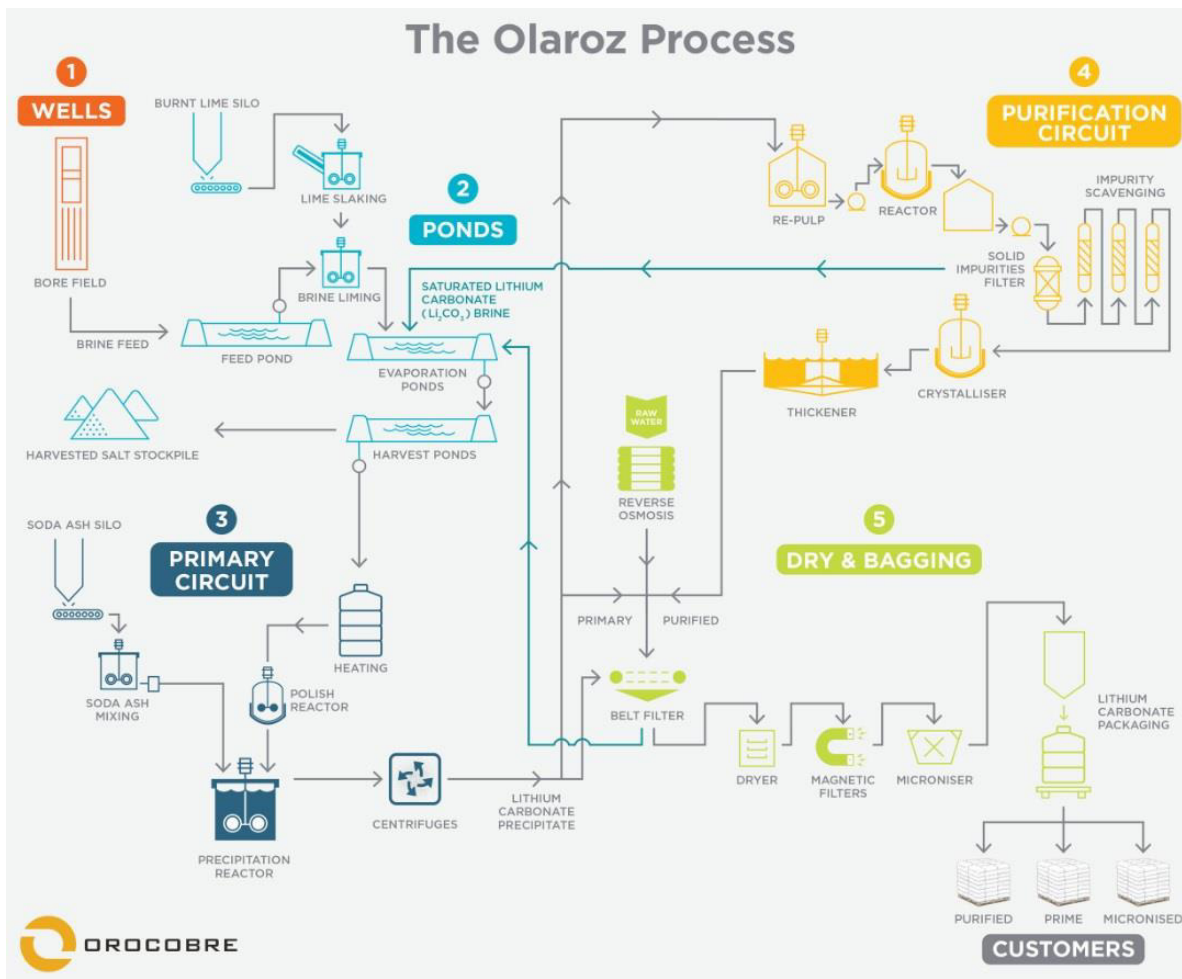 The Olaroz Process
1
WELLS
BORE FIELD
BRINE FEED
BURNT LIME SILO
LIME SLAKING
BRINE LIMING
2
PONDS
FEED POND
SATURATED LITHIUM
CARBONATE
(Li₂CO₃) BRINE
EVAPORATION
PONDS
HARVEST PONDS
HARVESTED SALT STOCKPILE
3
PRIMARY
CIRCUIT
SODA ASH SILO
SODA ASH
MIXING
HEATING
POLISH
REACTOR
PRECIPITATION
REACTOR
CENTRIFUGES
LITHIUM
CARBONATE
PRECIPITATE
4
PURIFICATION
CIRCUIT
RE-PULP
REACTOR
SOLID
IMPURITIES
FILTER
IMPURITY
SCAVENGING
CRYSTALLISER
THICKENER
RAW
WATER
REVERSE
OSMOSIS
PRIMARY
PURIFIED
5
DRY & BAGGING
BELT FILTER
DRYER
MAGNETIC
FILTERS
MICRONISER
LITHIUM
CARBONATE
PACKAGING
PURIFIED
PRIME
MICRONISED
CUSTOMERS
OROCOBRE